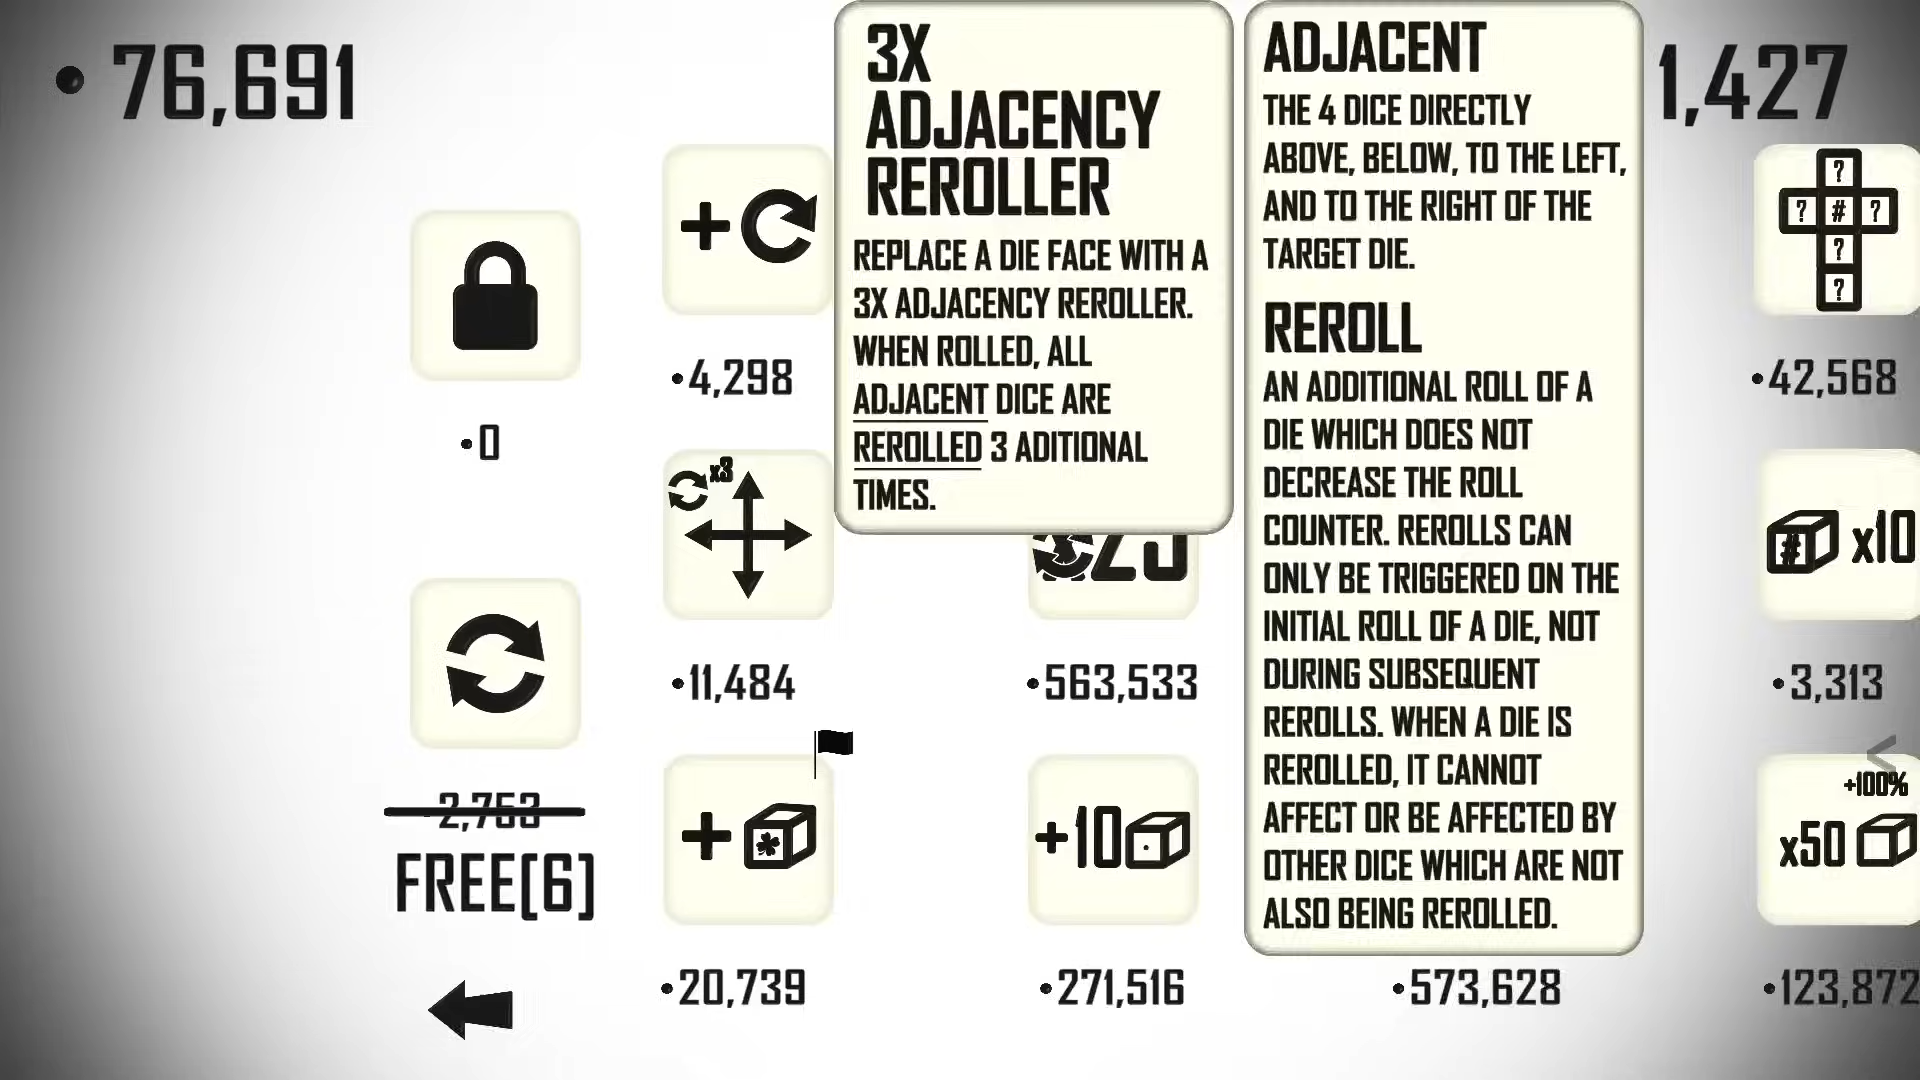 76,691
3X
ADJACENCY
REROLLER
REPLACE A DIE FACE WITH A
3X ADJACENCY REROLLER.
WHEN ROLLED, ALL
ADJACENT DICE ARE
REROLLED 3 ADITIONAL
TIMES.
ADJACENT
THE 4 DICE DIRECTLY
ABOVE, BELOW, TO THE LEFT,
AND TO THE RIGHT OF THE
TARGET DIE.
REROLL
AN ADDITIONAL ROLL OF A
DIE WHICH DOES NOT
DECREASE THE ROLL
COUNTER. REROLLS CAN
ONLY BE TRIGGERED ON THE
INITIAL ROLL OF A DIE, NOT
DURING SUBSEQUENT
REROLLS. WHEN A DIE IS
REROLLED, IT CANNOT
AFFECT OR BE AFFECTED BY
OTHER DICE WHICH ARE NOT
ALSO BEING REROLLED.
1,427
+
? ? # ? ? ?
4,298
42,568
0
x3
25
# x10
11,484
563,533
3,313
2,753
FREE[6]
+
+10
+100%
x50
20,739
271,516
573,628
123,872